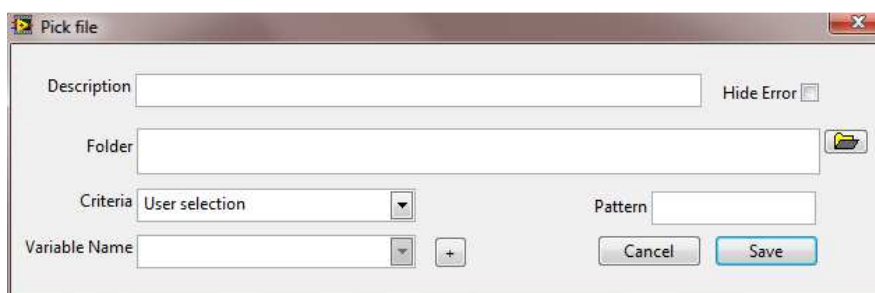 Pick file
Description
Hide Error
Folder
Criteria User selection
Pattern
Variable Name
+
Cancel Save